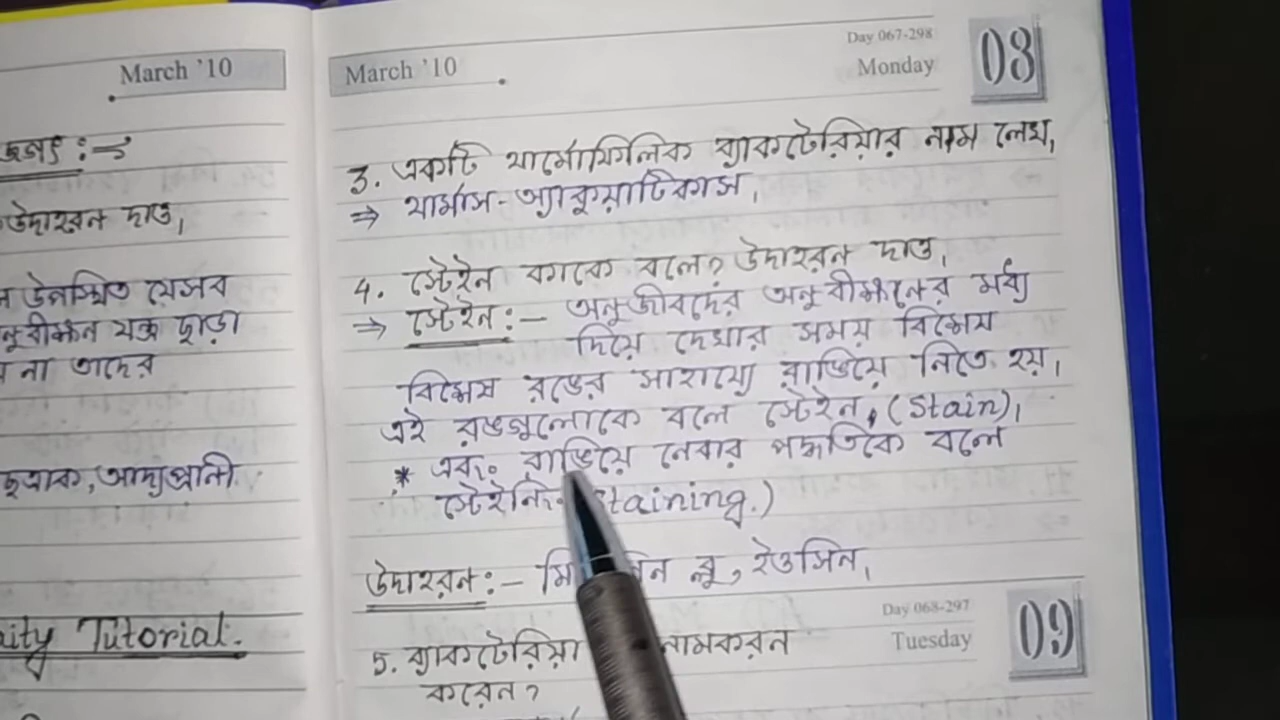 March '10
উদাহরন দাও,
উপস্থিত যেসব
যন্ত্র ছাড়া
না তাদের
ছত্রাক, আদ্যপ্রানী
Tutorial.
March '10
Day 067-298
Monday
08
3. একটি থার্মোফিলিক ব্যাকটেরিয়ার নাম লেখ,
⇒ থার্মাস-অ্যাকুয়াটিকাস,
4. স্টেইন কাকে বলে? উদাহরন দাও,
⇒ স্টেইন:- অনুজীবদের অনুবীক্ষনের মধ্য
দিয়ে দেখার সময় বিশেষ
বিশেষ রঙের সাহায্যে রাঙিয়ে নিতে হয়।
এই রঙগুলোকে বলে স্টেইন, (Stain),
* এবং রাঙিয়ে নেবার পদ্ধতিকে বলে
staining.)
উদাহরন:- ব্লু, ইওসিন,
Day 068-297
Tuesday
09
5. ব্যাকটেরিয়া নামকরন
করেন?